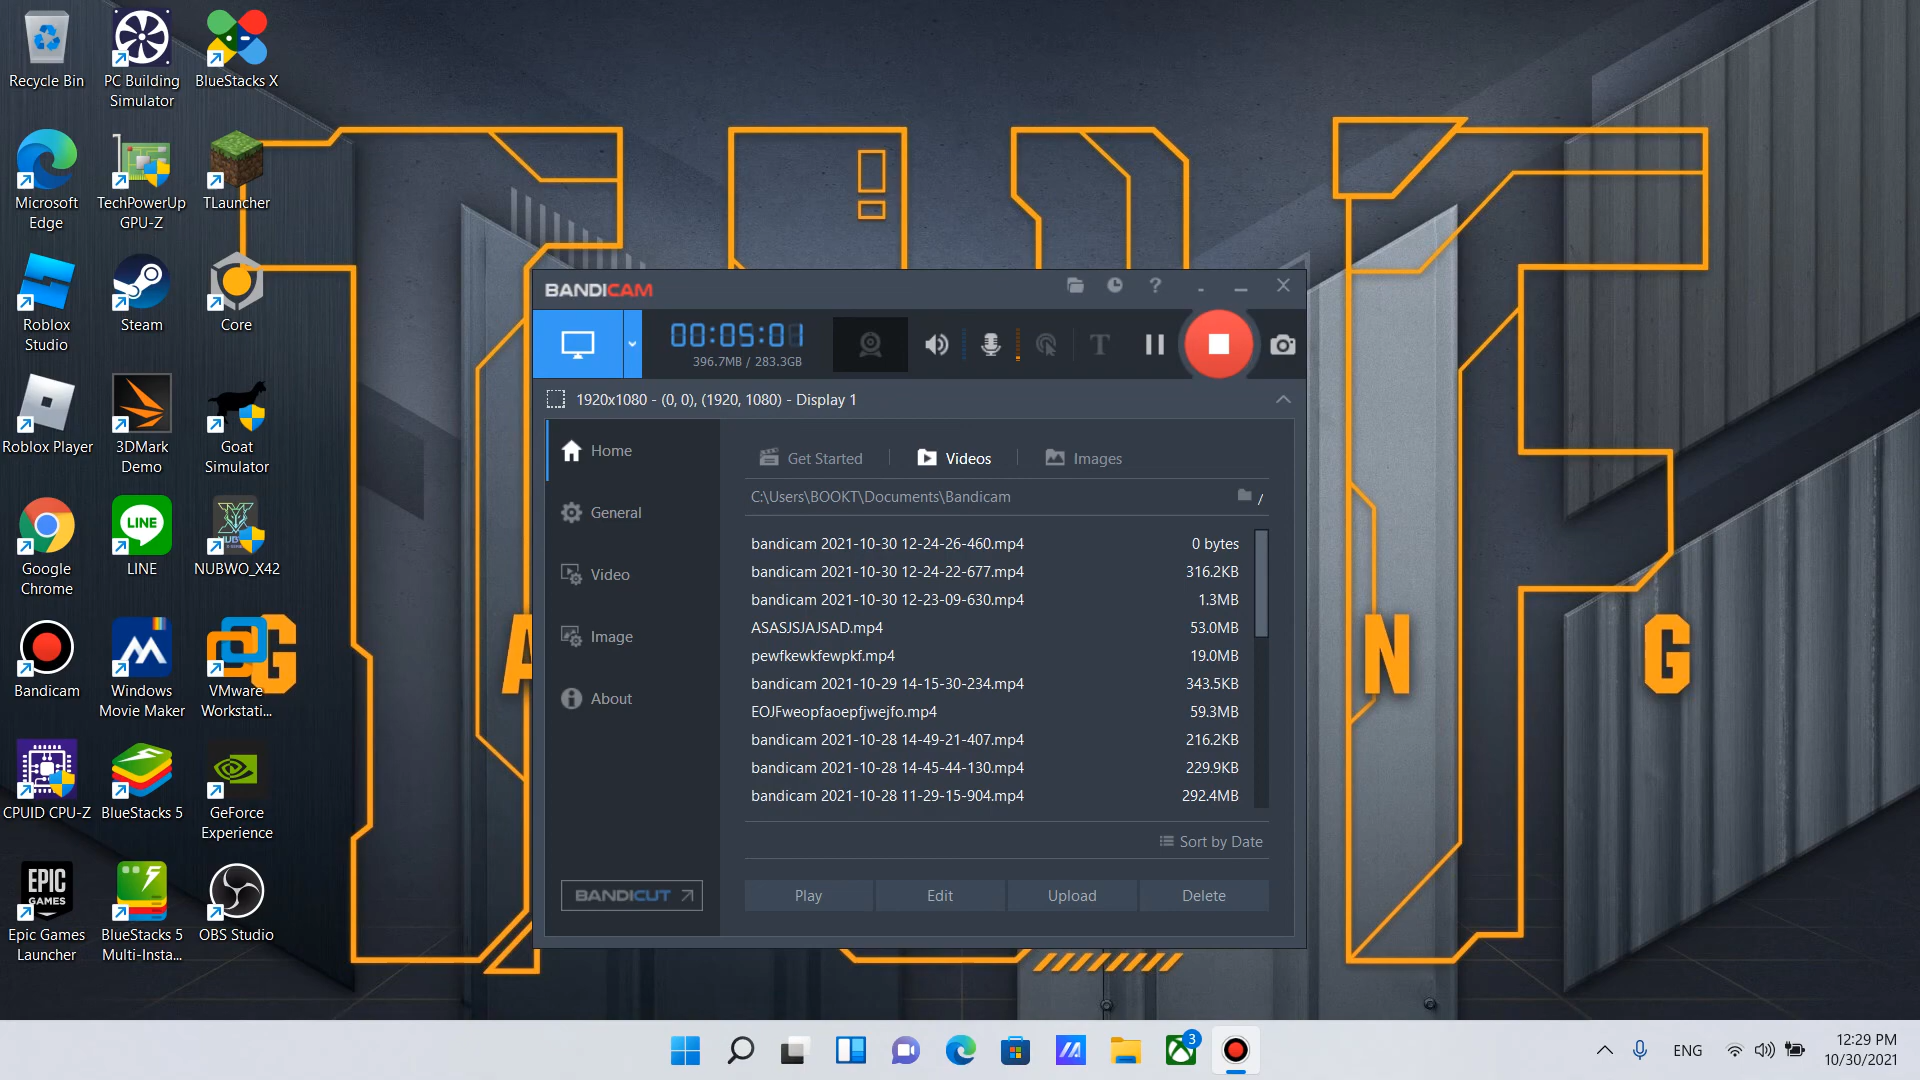 Recycle Bin
PC Building
Simulator
BlueStacks X
Microsoft
Edge
TechPowerUp
GPU-Z
TLauncher
Roblox
Studio
Steam
Core
Roblox Player
3DMark
Demo
Goat
Simulator
Google
Chrome
LINE
LINE
NUBWO_X42
Bandicam
Windows
Movie Maker
VMware
Workstati...
CPUID CPU-Z
BlueStacks 5
GeForce
Experience
EPIC
GAMES
Epic Games
Launcher
BlueStacks 5
Multi-Insta...
OBS Studio
G
A
N
G
BANDICAM
00:05:01
396.7MB / 283.3GB
T
1920x1080 - (0, 0), (1920, 1080) - Display 1
Home
General
Video
Image
About
BANDICUT
Get Started
Videos
Images
C:\Users\BOOKT\Documents\Bandicam
/
bandicam 2021-10-30 12-24-26-460.mp4 0 bytes
bandicam 2021-10-30 12-24-22-677.mp4 316.2KB
bandicam 2021-10-30 12-23-09-630.mp4 1.3MB
ASASJSJAJSAD.mp4 53.0MB
pewfkewkfewpkf.mp4 19.0MB
bandicam 2021-10-29 14-15-30-234.mp4 343.5KB
EOJFweopfaoepfjwejfo.mp4 59.3MB
bandicam 2021-10-28 14-49-21-407.mp4 216.2KB
bandicam 2021-10-28 14-45-44-130.mp4 229.9KB
bandicam 2021-10-28 11-29-15-904.mp4 292.4MB
Sort by Date
Play
Edit
Upload
Delete
3
ENG
12:29 PM
10/30/2021